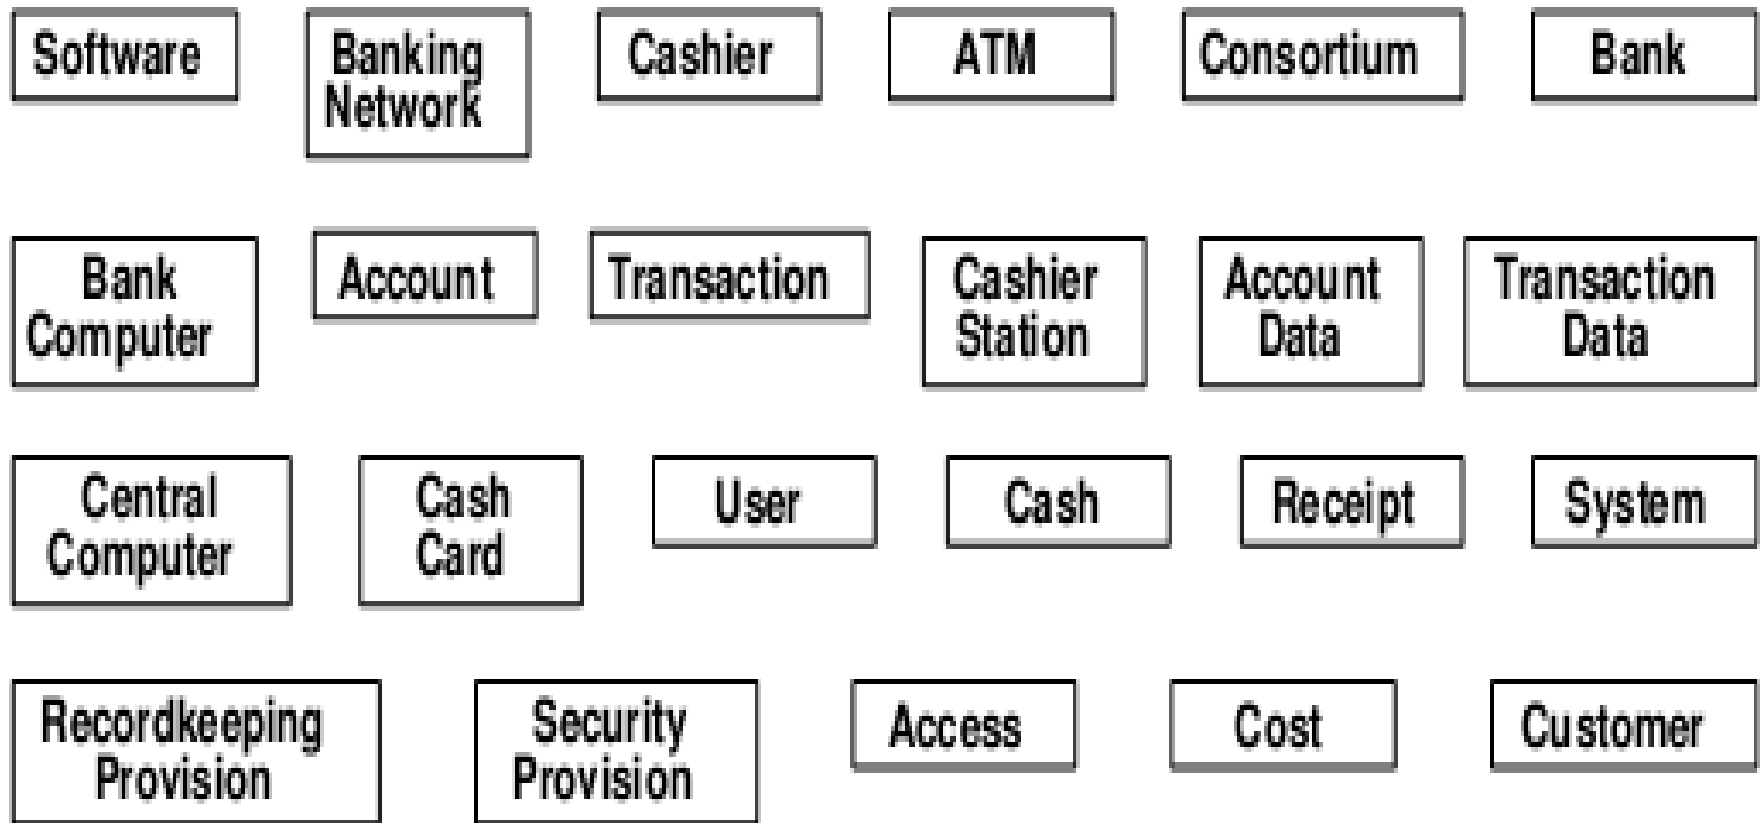 Software
Banking
Network
Cashier
ATM
Consortium
Bank
Bank
Computer
Account
Transaction
Cashier
Station
Account
Data
Transaction
Data
Central
Computer
Cash
Card
User
Cash
Receipt
System
Recordkeeping
Provision
Security
Provision
Access
Cost
Customer